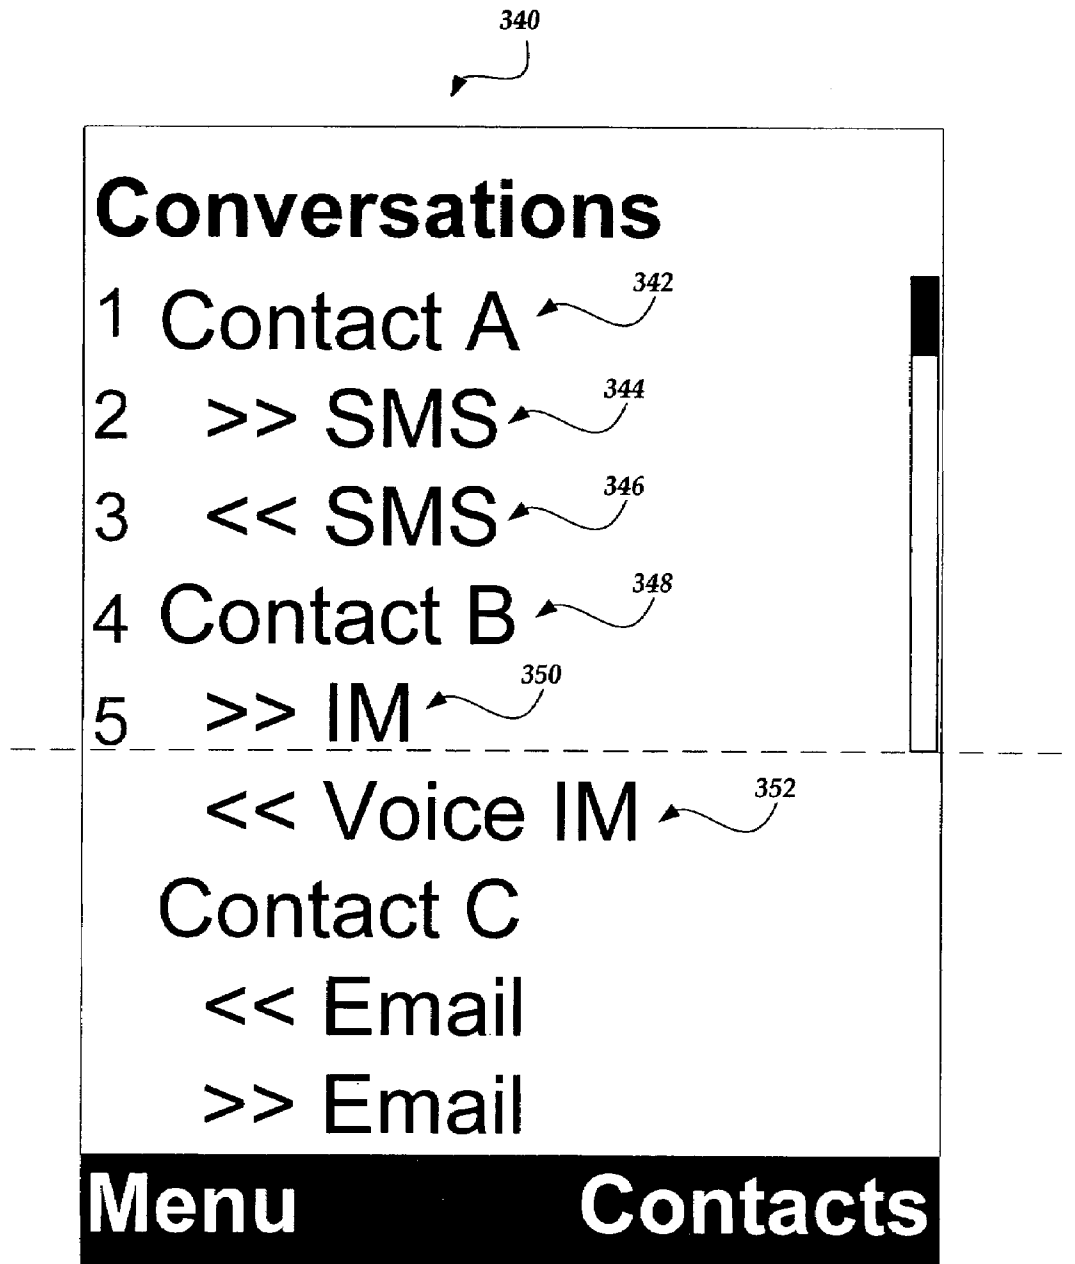 340
Conversations
1 Contact A 342
2 >> SMS 344
3 << SMS 346
4 Contact B 348
5 >> IM 350
<< Voice IM 352
Contact C
<< Email
>> Email
Menu Contacts